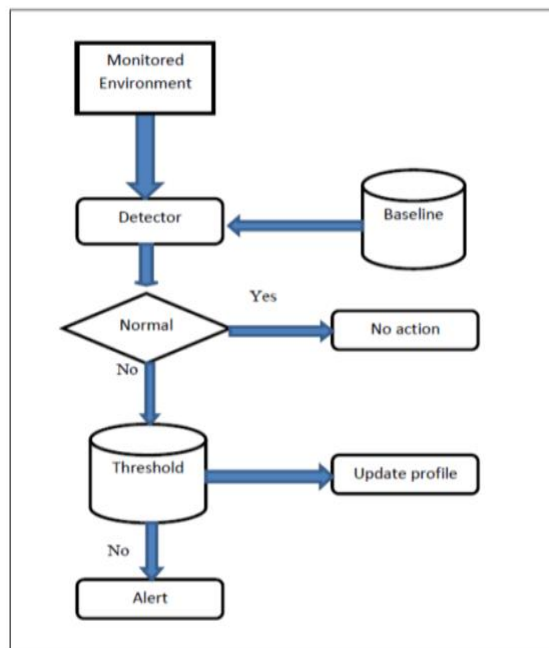 Monitored
Environment
Detector
Baseline
Yes
Normal
No action
No
Threshold
Update profile
No
Alert